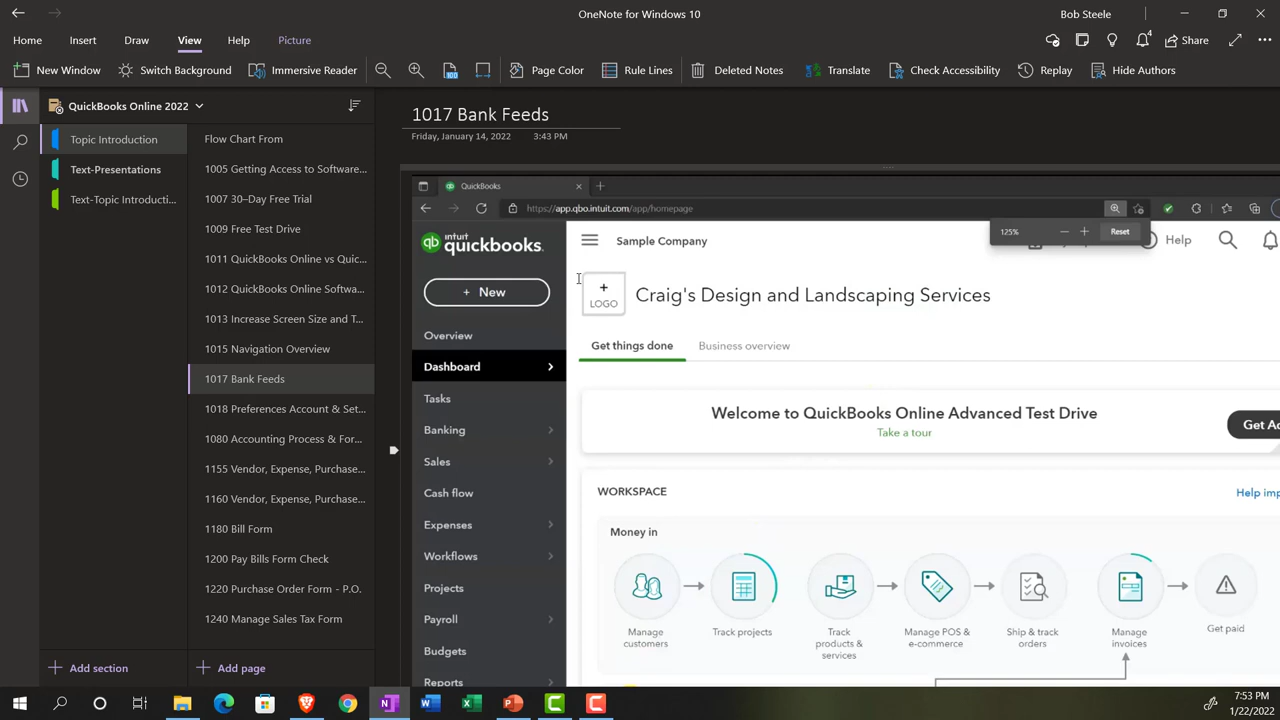 OneNote for Windows 10
Bob Steele
Home
Insert
Draw
View
Help
Picture
Share
New Window
Switch Background
Immersive Reader
Page Color
Rule Lines
Deleted Notes
Translate
Check Accessibility
Replay
Hide Authors
QuickBooks Online 2022
Topic Introduction
Text-Presentations
Text-Topic Introducti...
Flow Chart From
1005 Getting Access to Software...
1007 30–Day Free Trial
1009 Free Test Drive
1011 QuickBooks Online vs Quic...
1012 QuickBooks Online Softwa...
1013 Increase Screen Size and T...
1015 Navigation Overview
1017 Bank Feeds
1018 Preferences Account & Set...
1080 Accounting Process & For...
1155 Vendor, Expense, Purchase...
1160 Vendor, Expense, Purchase...
1180 Bill Form
1200 Pay Bills Form Check
1220 Purchase Order Form - P.O.
1240 Manage Sales Tax Form
Add section
Add page
1017 Bank Feeds
Friday, January 14, 2022 3:43 PM
QuickBooks
https://app.qbo.intuit.com/app/homepage
125%
Reset
intuit
quickbooks.
Sample Company
Help
+ New
+
LOGO
Craig's Design and Landscaping Services
Overview
Dashboard
Tasks
Banking
Sales
Cash flow
Expenses
Workflows
Projects
Payroll
Budgets
Reports
Get things done
Business overview
Welcome to QuickBooks Online Advanced Test Drive
Take a tour
Get Ac
WORKSPACE
Help imp
Money in
Manage
customers
Track projects
Track
products &
services
Manage POS &
e-commerce
Ship & track
orders
Manage
invoices
Get paid
7:53 PM
1/22/2022